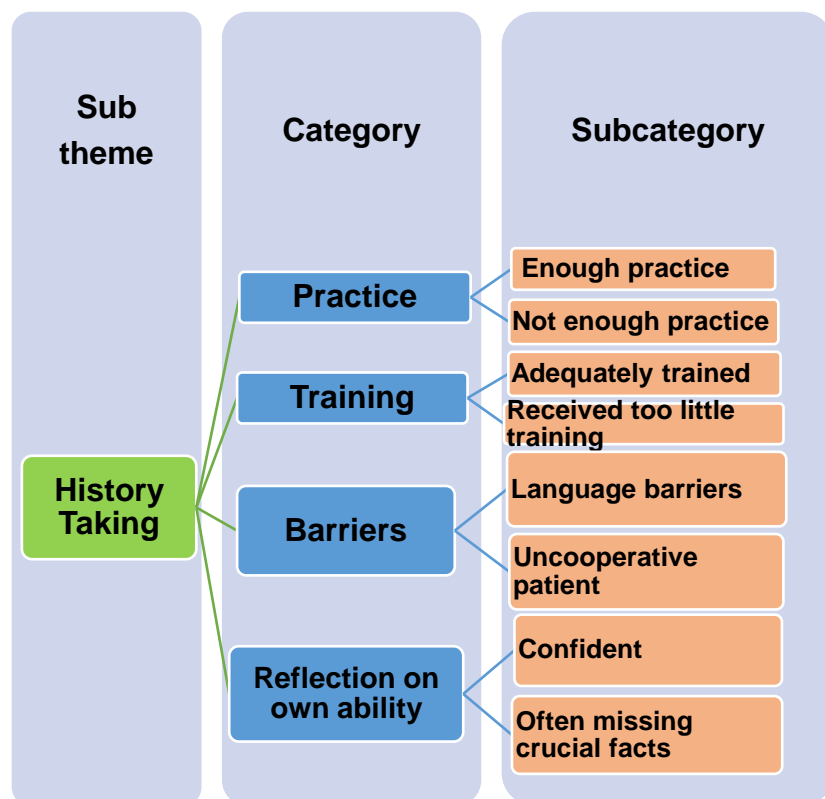 Sub
theme
Category
Subcategory
History
Taking
Practice
Enough practice
Not enough practice
Training
Adequately trained
Received too little
training
Barriers
Language barriers
Uncooperative
patient
Reflection on
own ability
Confident
Often missing
crucial facts